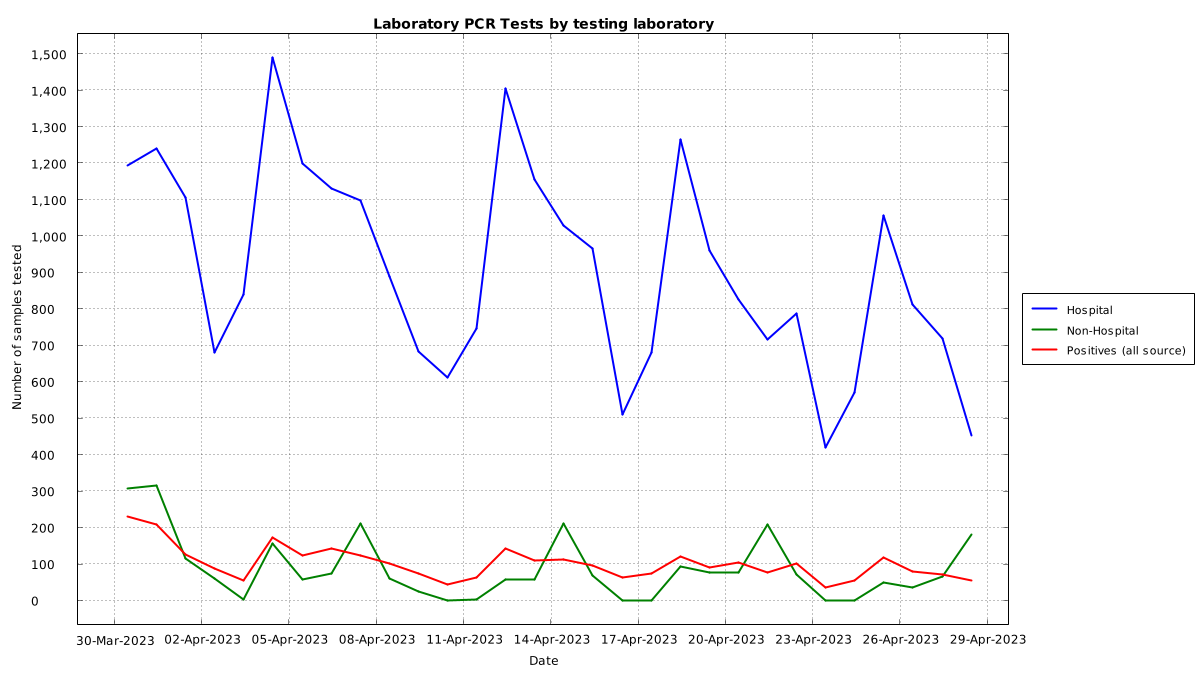 Laboratory PCR Tests by testing laboratory
1,500
1,400
1,300
1,200
1,100
1,000
900
800
700
600
500
400
300
200
100
0
Number of samples tested
30-Mar-2023 02-Apr-2023 05-Apr-2023 08-Apr-2023 11-Apr-2023 14-Apr-2023 17-Apr-2023 20-Apr-2023 23-Apr-2023 26-Apr-2023 29-Apr-2023
Date
Hospital
Non-Hospital
Positives (all source)